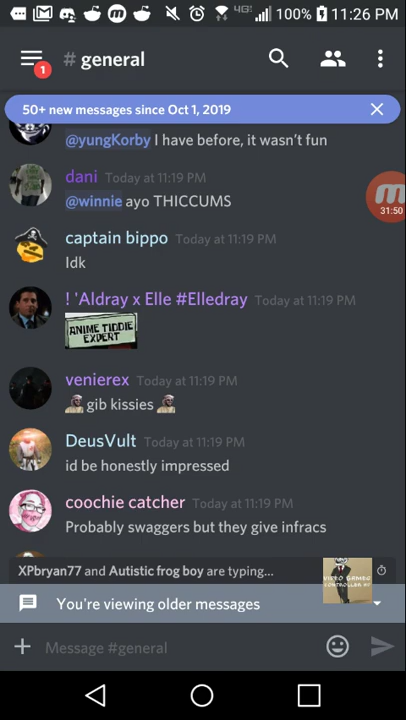 4G
100% 11:26 PM
# general
1
50+ new messages since Oct 1, 2019
@yungKorby I have before, it wasn't fun
dani Today at 11:19 PM
@winnie ayo THICCUMS
M
31:50
captain bippo Today at 11:19 PM
Idk
! 'Aldray x Elle #Elledray Today at 11:19 PM
ANIME TIDDIE
EXPERT
venierex Today at 11:19 PM
gib kissies
DeusVult Today at 11:19 PM
id be honestly impressed
coochie catcher Today at 11:19 PM
Probably swaggers but they give infracs
XPbryan77 and Autistic frog boy are typing...
VIDEO GAMES
You're viewing older messages
Message #general